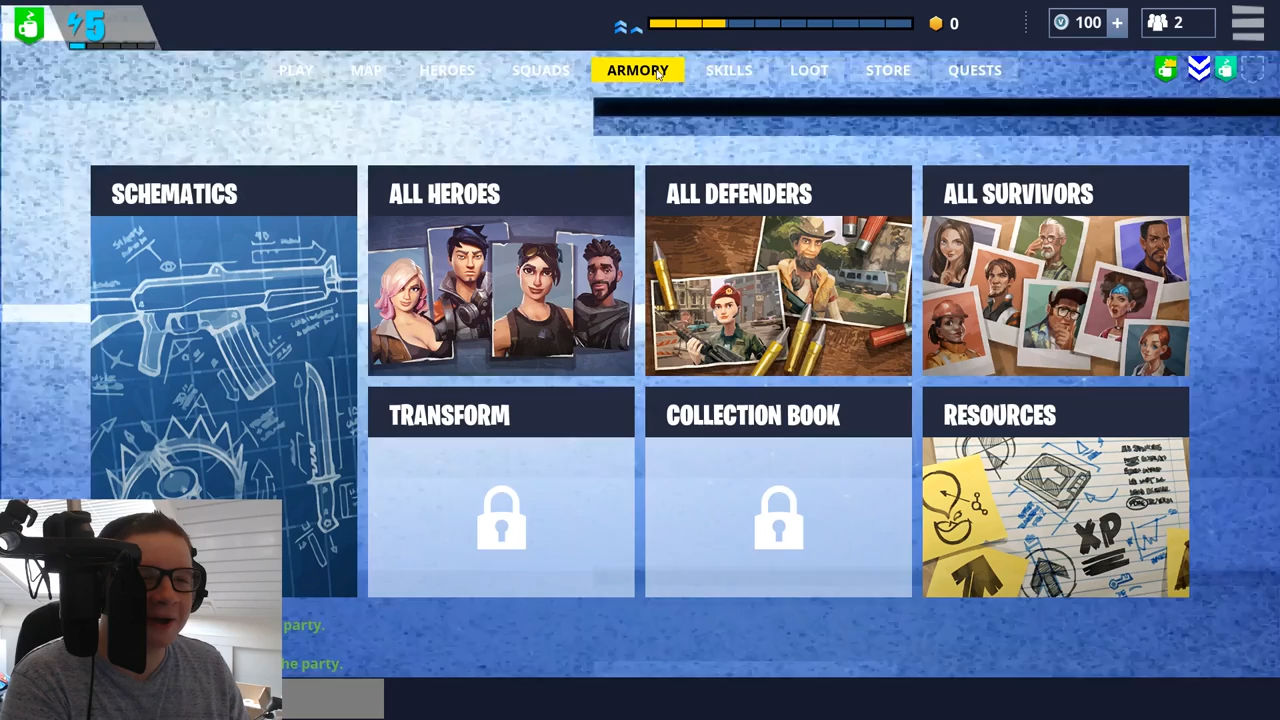 5
0
100 +
2
PLAY MAP HEROES SQUADS ARMORY SKILLS LOOT STORE QUESTS
SCHEMATICS
ALL HEROES
ALL DEFENDERS
ALL SURVIVORS
TRANSFORM
COLLECTION BOOK
RESOURCES
XP
party.
he party.